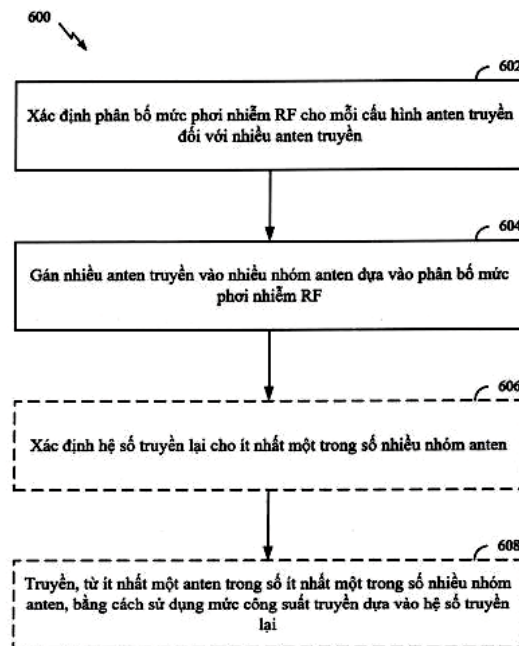 600
602
Xác định phân bố mức phơi nhiễm RF cho mỗi cấu hình anten truyền
đối với nhiều anten truyền
604
Gán nhiều anten truyền vào nhiều nhóm anten dựa vào phân bố mức
phơi nhiễm RF
606
Xác định hệ số truyền lại cho ít nhất một trong số nhiều nhóm anten
608
Truyền, từ ít nhất một anten trong số ít nhất một trong số nhiều nhóm
anten, bằng cách sử dụng mức công suất truyền dựa vào hệ số truyền
lại